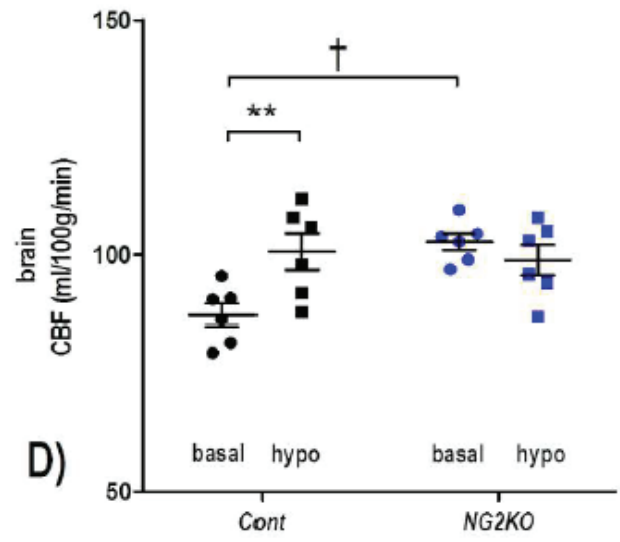 150
†
**
brain
CBF (ml/100g/min)
100
basal hypo basal hypo
D)
50
Cont NG2KO